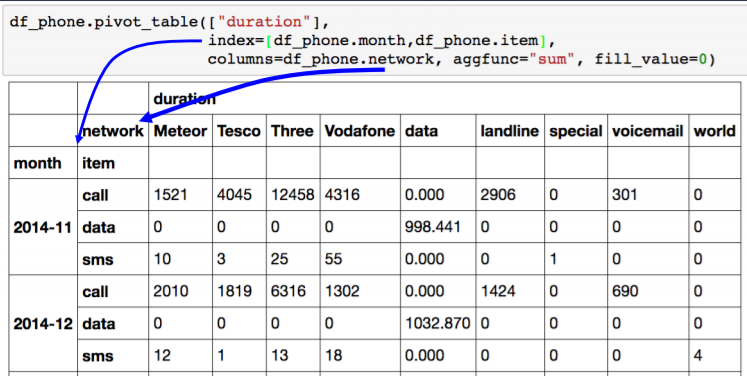 df_phone.pivot_table(["duration"],
index=[df_phone.month,df_phone.item],
columns=df_phone.network, aggfunc="sum", fill_value=0)
duration
network Meteor Tesco Three Vodafone data landline special voicemail world
month item
call 1521 4045 12458 4316 0.000 2906 0 301 0
2014-11 data 0 0 0 0 998.441 0 0 0 0
sms 10 3 25 55 0.000 0 1 0 0
call 2010 1819 6316 1302 0.000 1424 0 690 0
2014-12 data 0 0 0 0 1032.870 0 0 0 0
sms 12 1 13 18 0.000 0 0 0 4